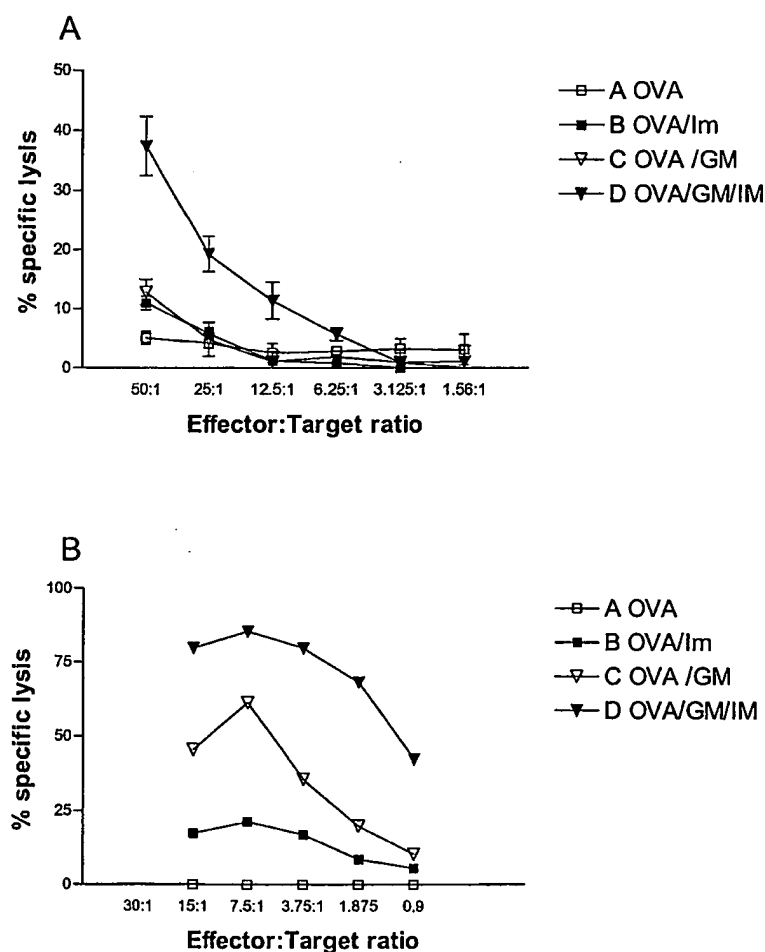 A
50
40
30
20
10
0
% specific lysis
50:1 25:1 12.5:1 6.25:1 3.125:1 1.56:1
Effector:Target ratio
A OVA
B OVA/Im
C OVA /GM
D OVA/GM/IM
B
100
75
50
25
0
% specific lysis
30:1 15:1 7.5:1 3.75:1 1.875 0.9
Effector:Target ratio
A OVA
B OVA/Im
C OVA /GM
D OVA/GM/IM